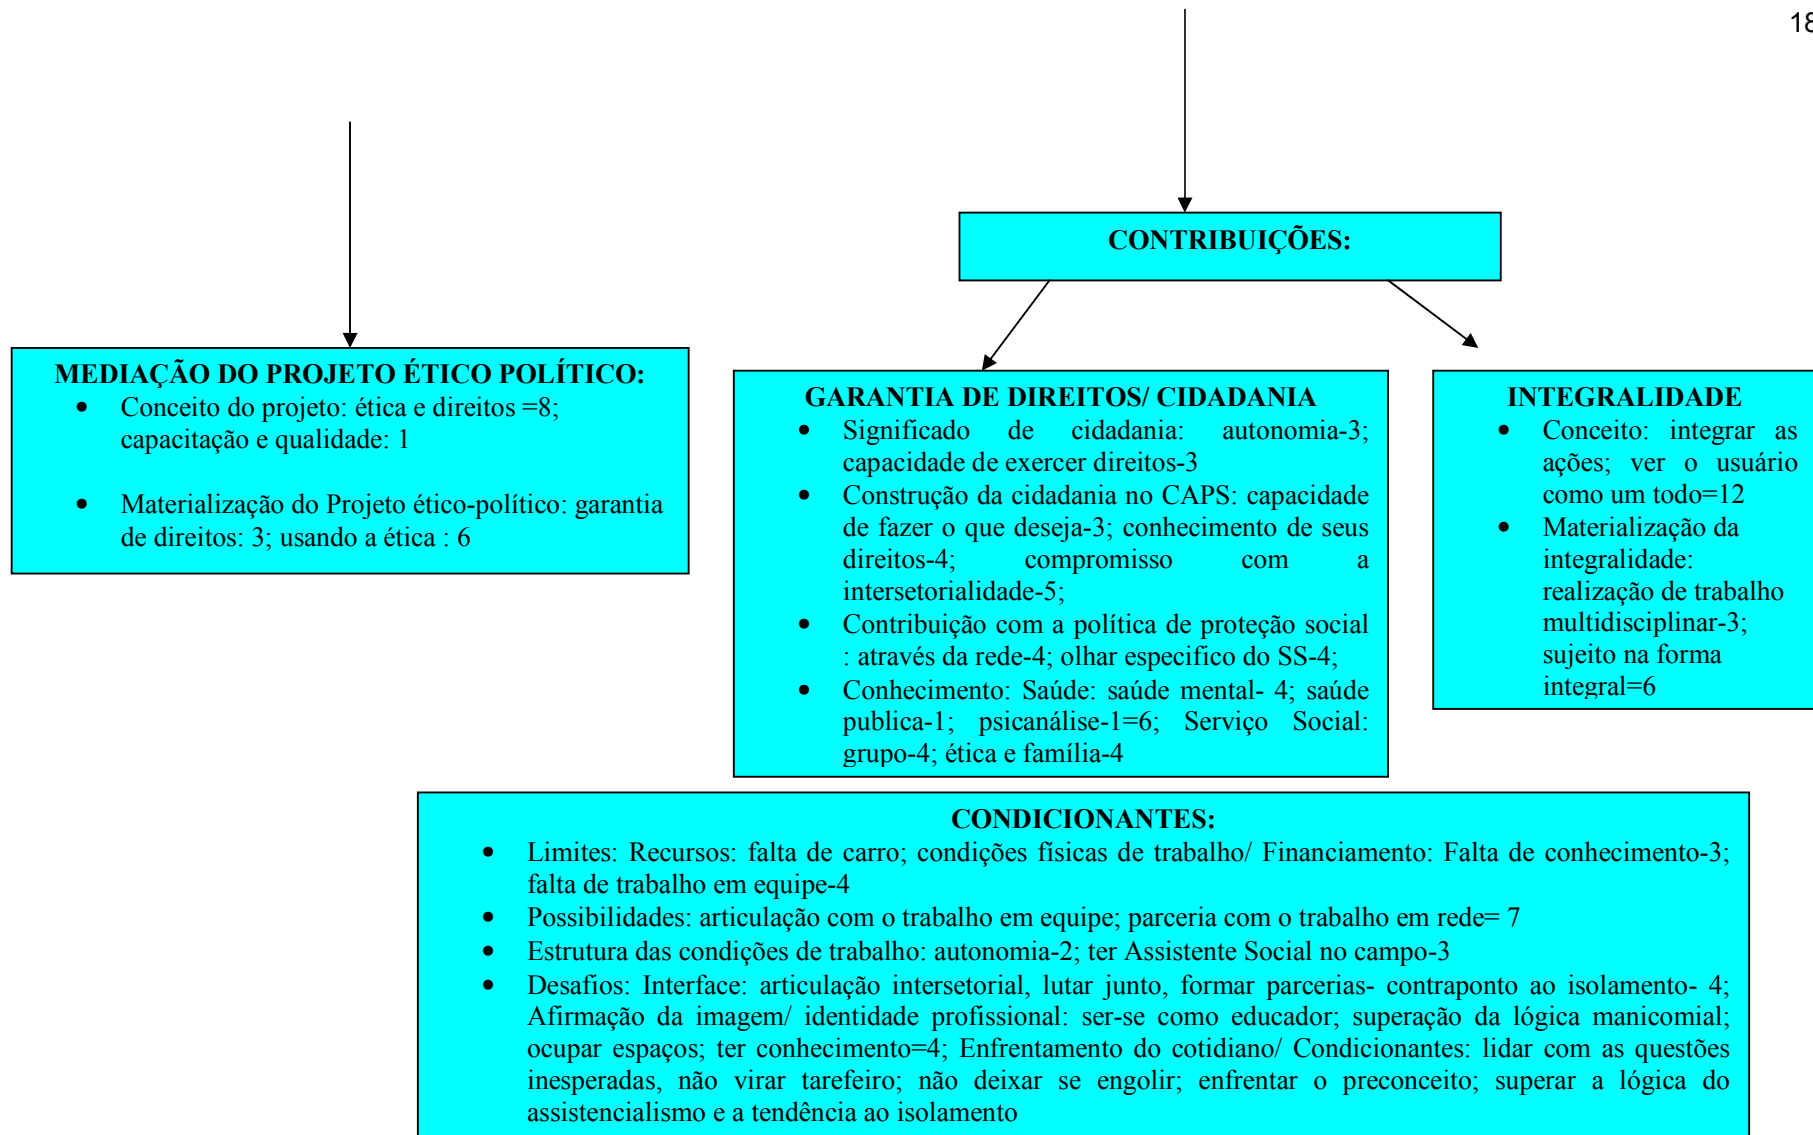 18
CONTRIBUIÇÕES:
MEDIAÇÃO DO PROJETO ÉTICO POLÍTICO:
• Conceito do projeto: ética e direitos =8;
capacitação e qualidade: 1
• Materialização do Projeto ético-político: garantia
de direitos: 3; usando a ética : 6
GARANTIA DE DIREITOS/ CIDADANIA
• Significado de cidadania: autonomia-3;
capacidade de exercer direitos-3
• Construção da cidadania no CAPS: capacidade
de fazer o que deseja-3; conhecimento de seus
direitos-4; compromisso com a
intersetorialidade-5;
• Contribuição com a política de proteção social
: através da rede-4; olhar especifico do SS-4;
• Conhecimento: Saúde: saúde mental- 4; saúde
publica-1; psicanálise-1=6; Serviço Social:
grupo-4; ética e família-4
INTEGRALIDADE
• Conceito: integrar as
ações; ver o usuário
como um todo=12
• Materialização da
integralidade:
realização de trabalho
multidisciplinar-3;
sujeito na forma
integral=6
CONDICIONANTES:
• Limites: Recursos: falta de carro; condições físicas de trabalho/ Financiamento: Falta de conhecimento-3;
falta de trabalho em equipe-4
• Possibilidades: articulação com o trabalho em equipe; parceria com o trabalho em rede= 7
• Estrutura das condições de trabalho: autonomia-2; ter Assistente Social no campo-3
• Desafios: Interface: articulação intersetorial, lutar junto, formar parcerias- contraponto ao isolamento- 4;
Afirmação da imagem/ identidade profissional: ser-se como educador; superação da lógica manicomial;
ocupar espaços; ter conhecimento=4; Enfrentamento do cotidiano/ Condicionantes: lidar com as questões
inesperadas, não virar tarefeiro; não deixar se engolir; enfrentar o preconceito; superar a lógica do
assistencialismo e a tendência ao isolamento